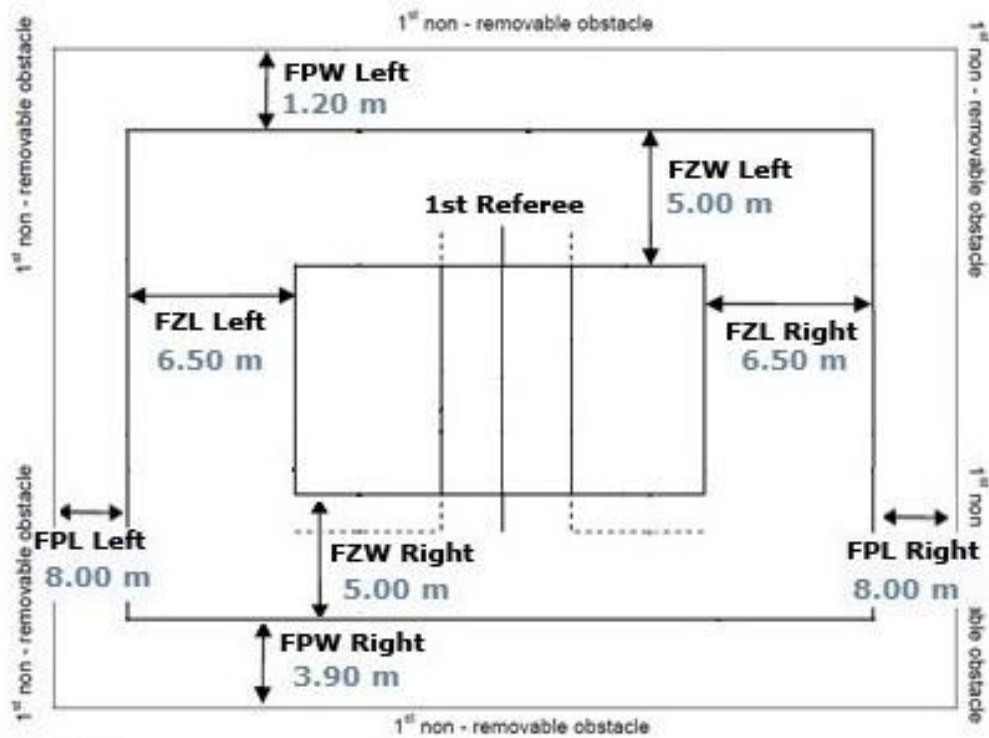 1st non - removable obstacle
1st non - removable obstacle
1st non - removable obstacle
FPW Left
1.20 m
FZW Left
5.00 m
1st Referee
FZL Left
6.50 m
FZL Right
6.50 m
FPL Left
8.00 m
FZW Right
5.00 m
FPL Right
8.00 m
1st non - removable obstacle
1st non
able obstacle
FPW Right
3.90 m
1st non - removable obstacle